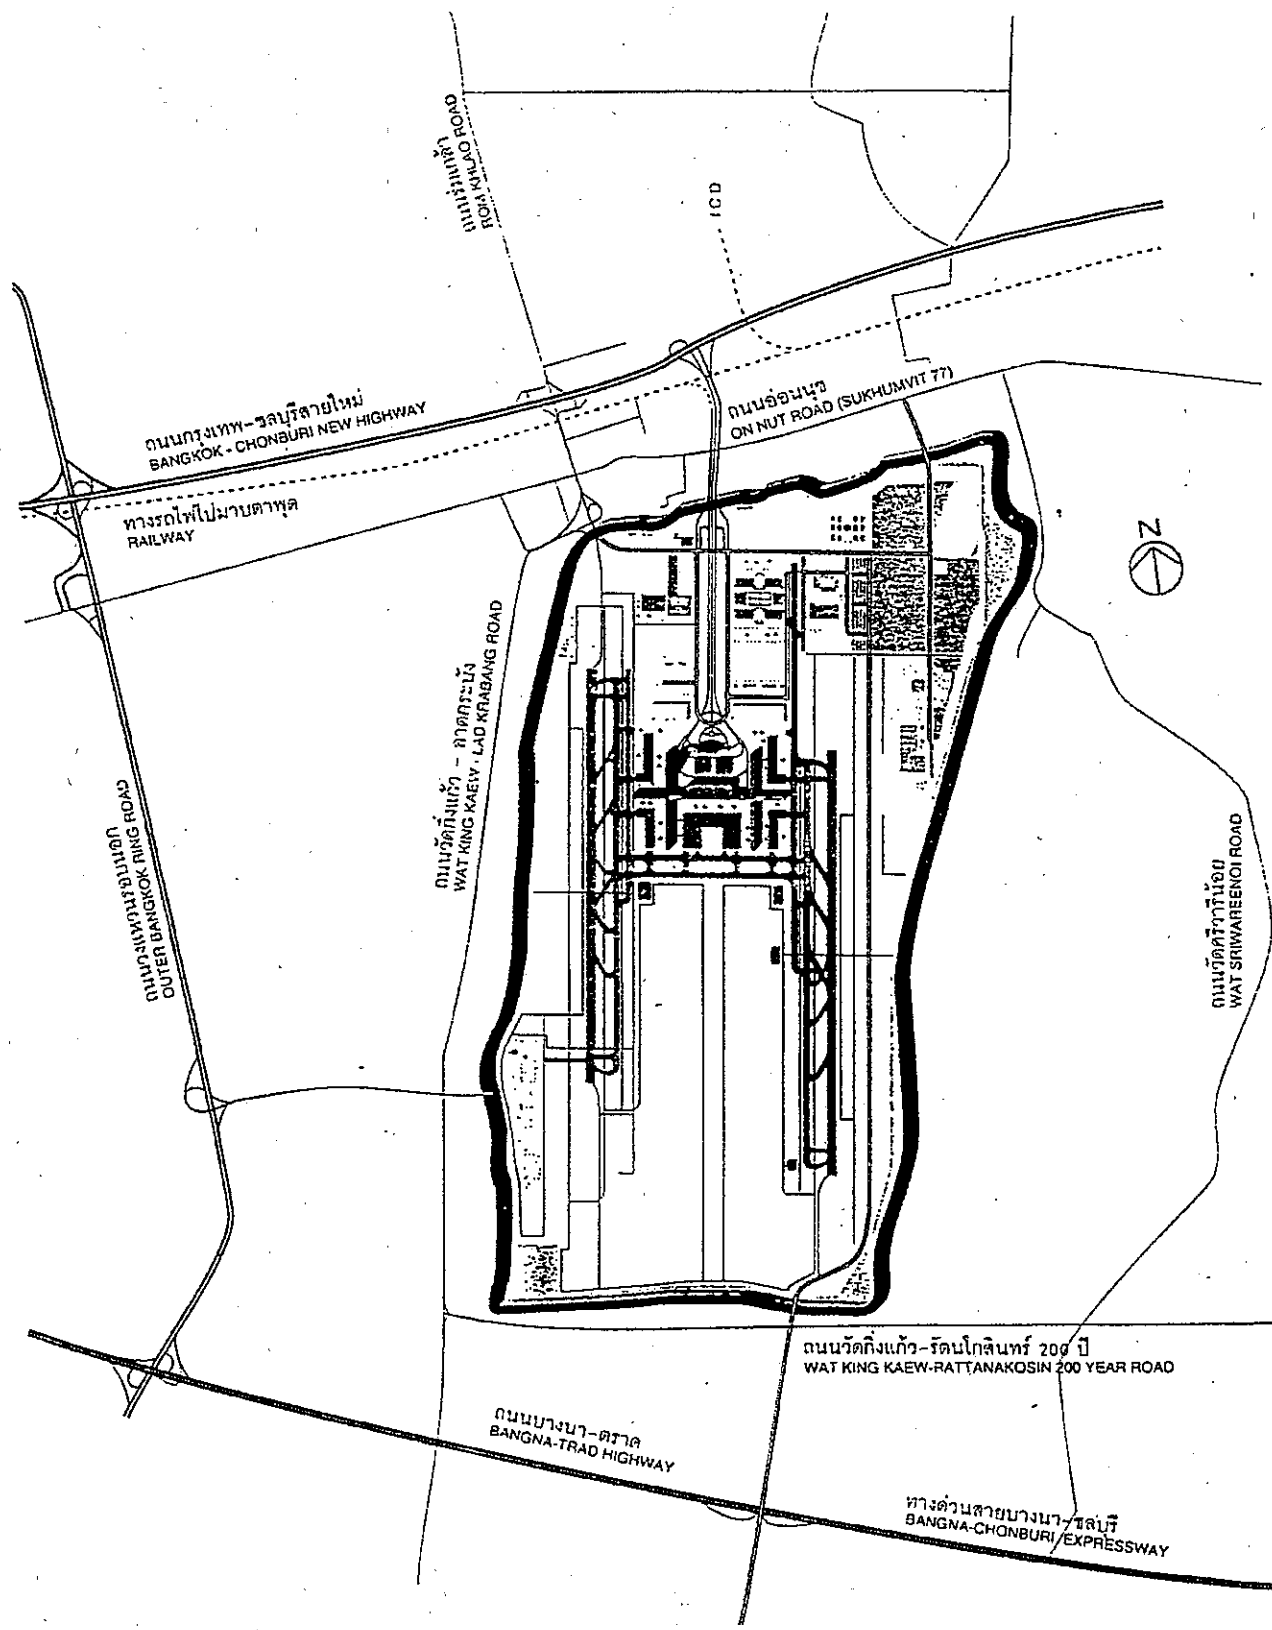 ถนนร่มเกล้า
ROM KHLAO ROAD
ICD
ถนนกรุงเทพ-ชลบุรีสายใหม่
BANGKOK - CHONBURI NEW HIGHWAY
ถนนอ่อนนุช
ON NUT ROAD (SUKHUMVIT 77)
ทางรถไฟไปมาบตาพุด
RAILWAY
N
ถนนวัดกิ่งแก้ว - ลาดกระบัง
WAT KING KAEW - LAD KRABANG ROAD
ถนนวงแหวนรอบนอก
OUTER BANGKOK RING ROAD
ถนนวัดศรีวารีน้อย
WAT SRIWAREENOI ROAD
ถนนวัดกิ่งแก้ว-รัตนโกสินทร์ 200 ปี
WAT KING KAEW-RATTANAKOSIN 200 YEAR ROAD
ถนนบางนา-ตราด
BANGNA-TRAD HIGHWAY
ทางด่วนสายบางนา-ชลบุรี
BANGNA-CHONBURI EXPRESSWAY